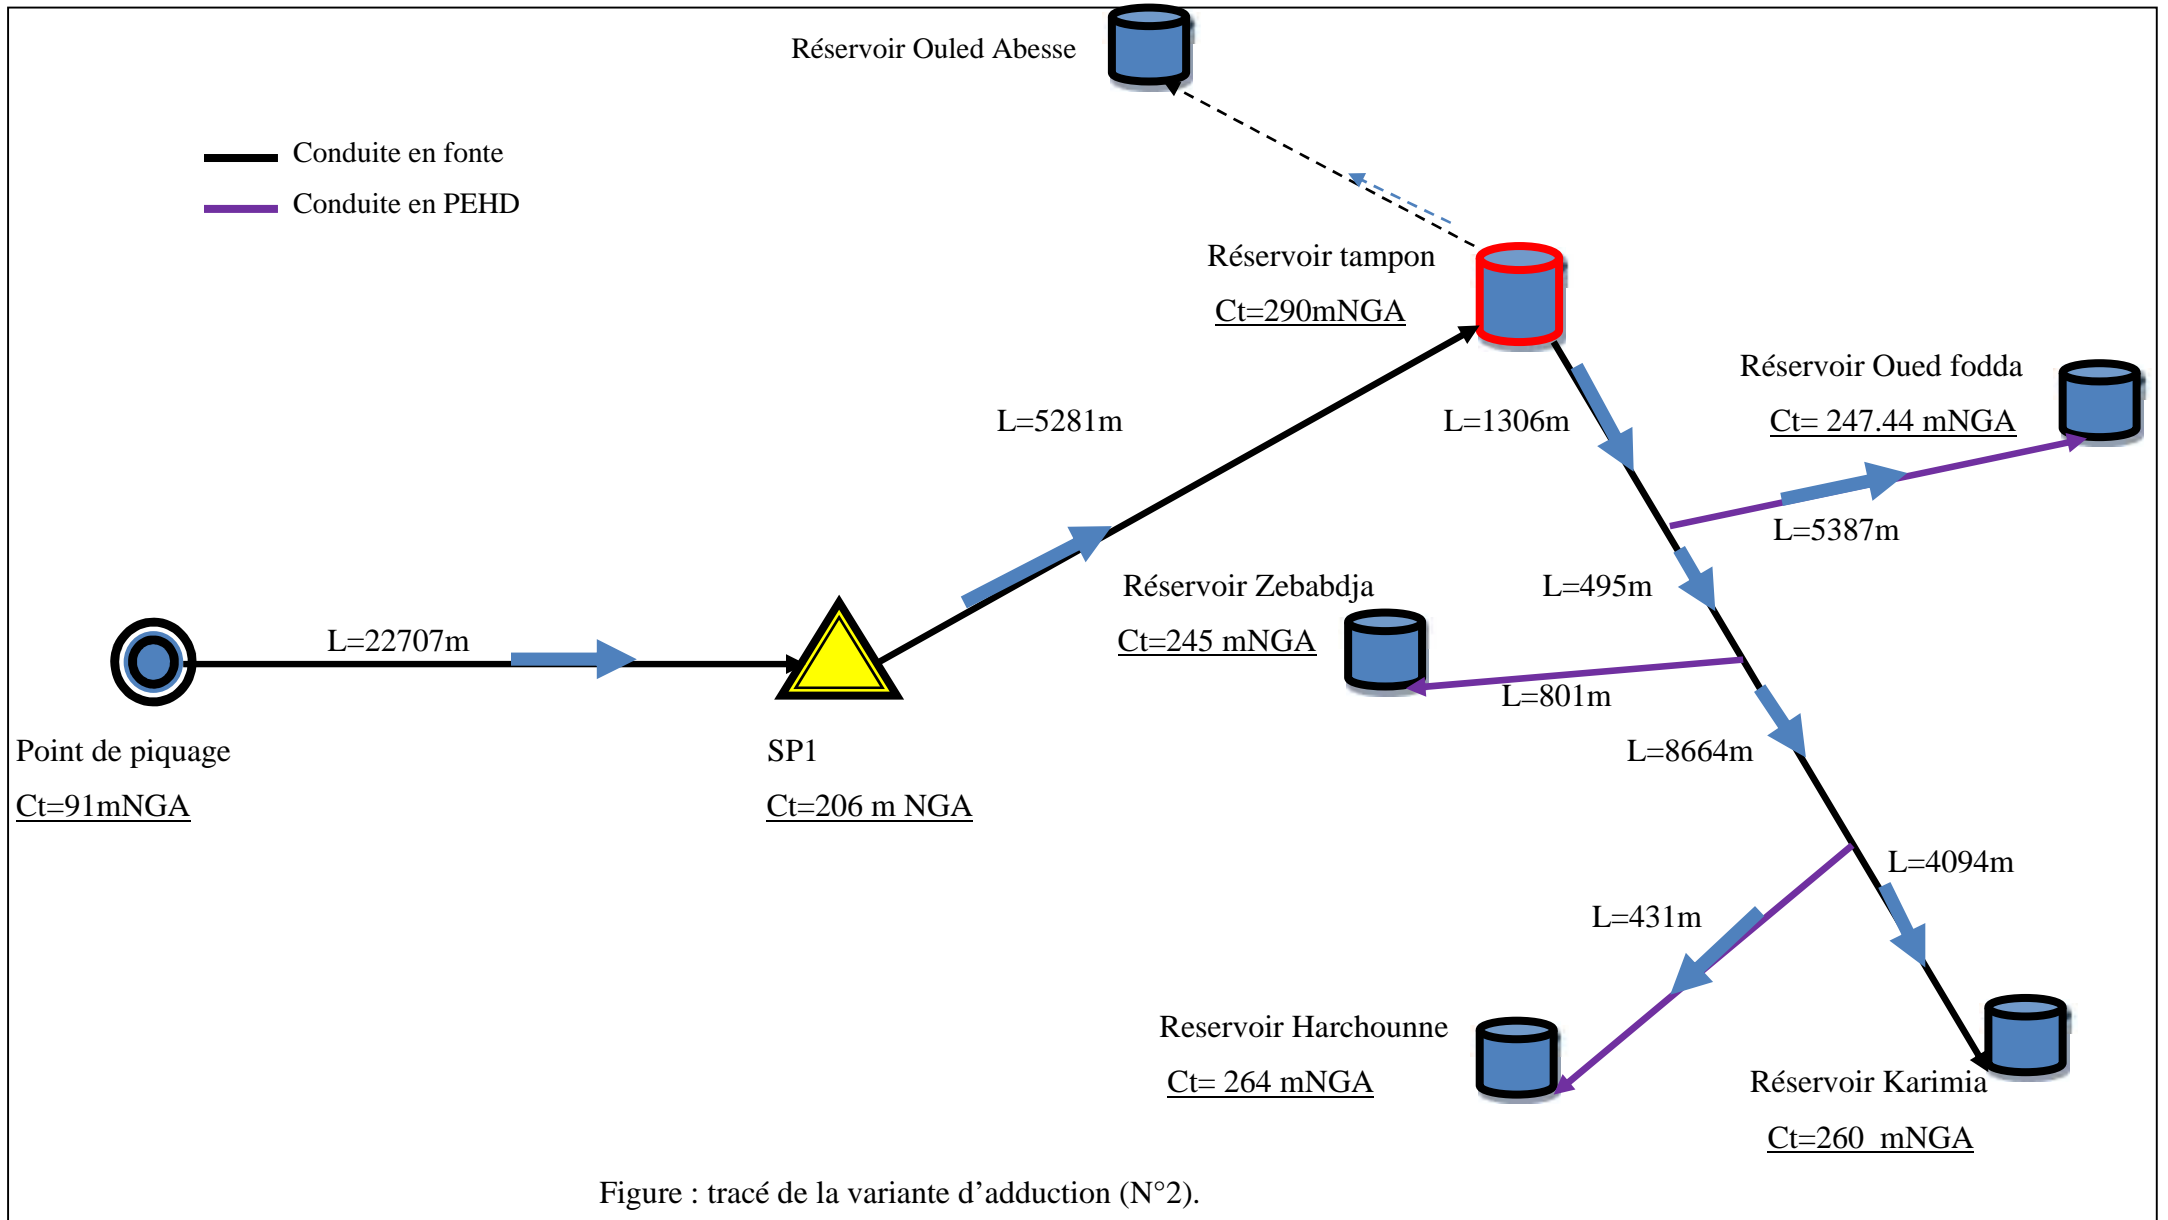 Réservoir Ouled Abesse
Conduite en fonte
Conduite en PEHD
Réservoir tampon
Ct=290mNGA
Réservoir Oued fodda
Ct= 247.44 mNGA
L=5281m
L=1306m
L=5387m
Réservoir Zebabdja
Ct=245 mNGA
L=495m
L=22707m
L=801m
Point de piquage
Ct=91mNGA
SP1
Ct=206 m NGA
L=8664m
L=4094m
L=431m
Reservoir Harchounne
Ct= 264 mNGA
Réservoir Karimia
Ct=260 mNGA
Figure : tracé de la variante d’adduction (N°2).